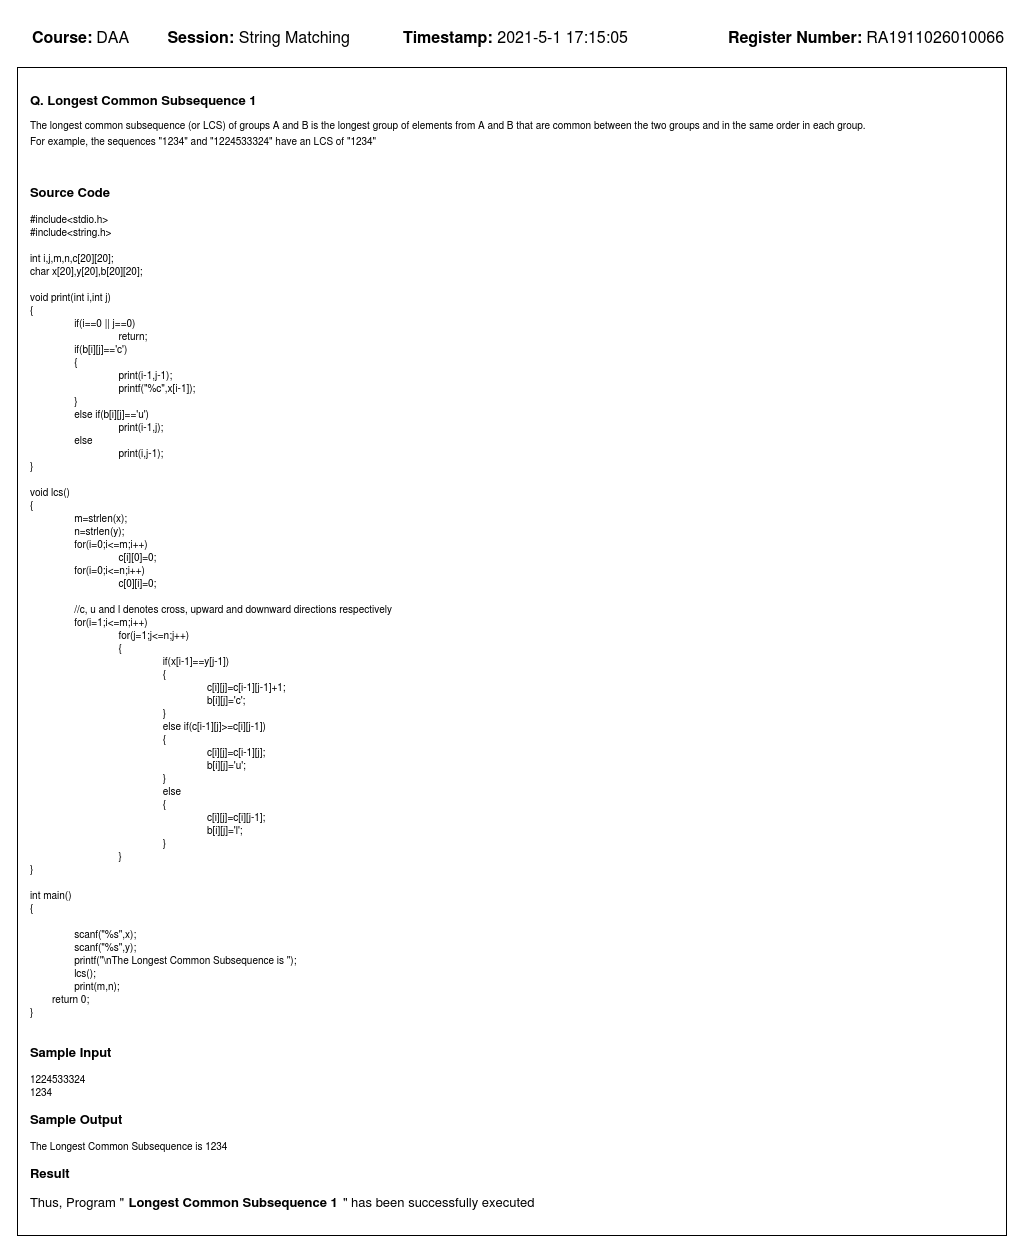 Course: DAA Session: String Matching Timestamp: 2021-5-1 17:15:05 Register Number: RA1911026010066
Q. Longest Common Subsequence 1
The longest common subsequence (or LCS) of groups A and B is the longest group of elements from A and B that are common between the two groups and in the same order in each group.
For example, the sequences "1234" and "1224533324" have an LCS of "1234"
Source Code
#include<stdio.h>
#include<string.h>
int i,j,m,n,c[20][20];
char x[20],y[20],b[20][20];
void print(int i,int j)
{
if(i==0 || j==0)
return;
if(b[i][j]=='c')
{
print(i-1,j-1);
printf("%c",x[i-1]);
}
else if(b[i][j]=='u')
print(i-1,j);
else
print(i,j-1);
}
void lcs()
{
m=strlen(x);
n=strlen(y);
for(i=0;i<=m;i++)
c[i][0]=0;
for(i=0;i<=n;i++)
c[0][i]=0;
//c, u and l denotes cross, upward and downward directions respectively
for(i=1;i<=m;i++)
for(j=1;j<=n;j++)
{
if(x[i-1]==y[j-1])
{
c[i][j]=c[i-1][j-1]+1;
b[i][j]='c';
}
else if(c[i-1][j]>=c[i][j-1])
{
c[i][j]=c[i-1][j];
b[i][j]='u';
}
else
{
c[i][j]=c[i][j-1];
b[i][j]='l';
}
}
}
int main()
{
scanf("%s",x);
scanf("%s",y);
printf("\nThe Longest Common Subsequence is ");
lcs();
print(m,n);
return 0;
}
Sample Input
1224533324
1234
Sample Output
The Longest Common Subsequence is 1234
Result
Thus, Program " Longest Common Subsequence 1 " has been successfully executed